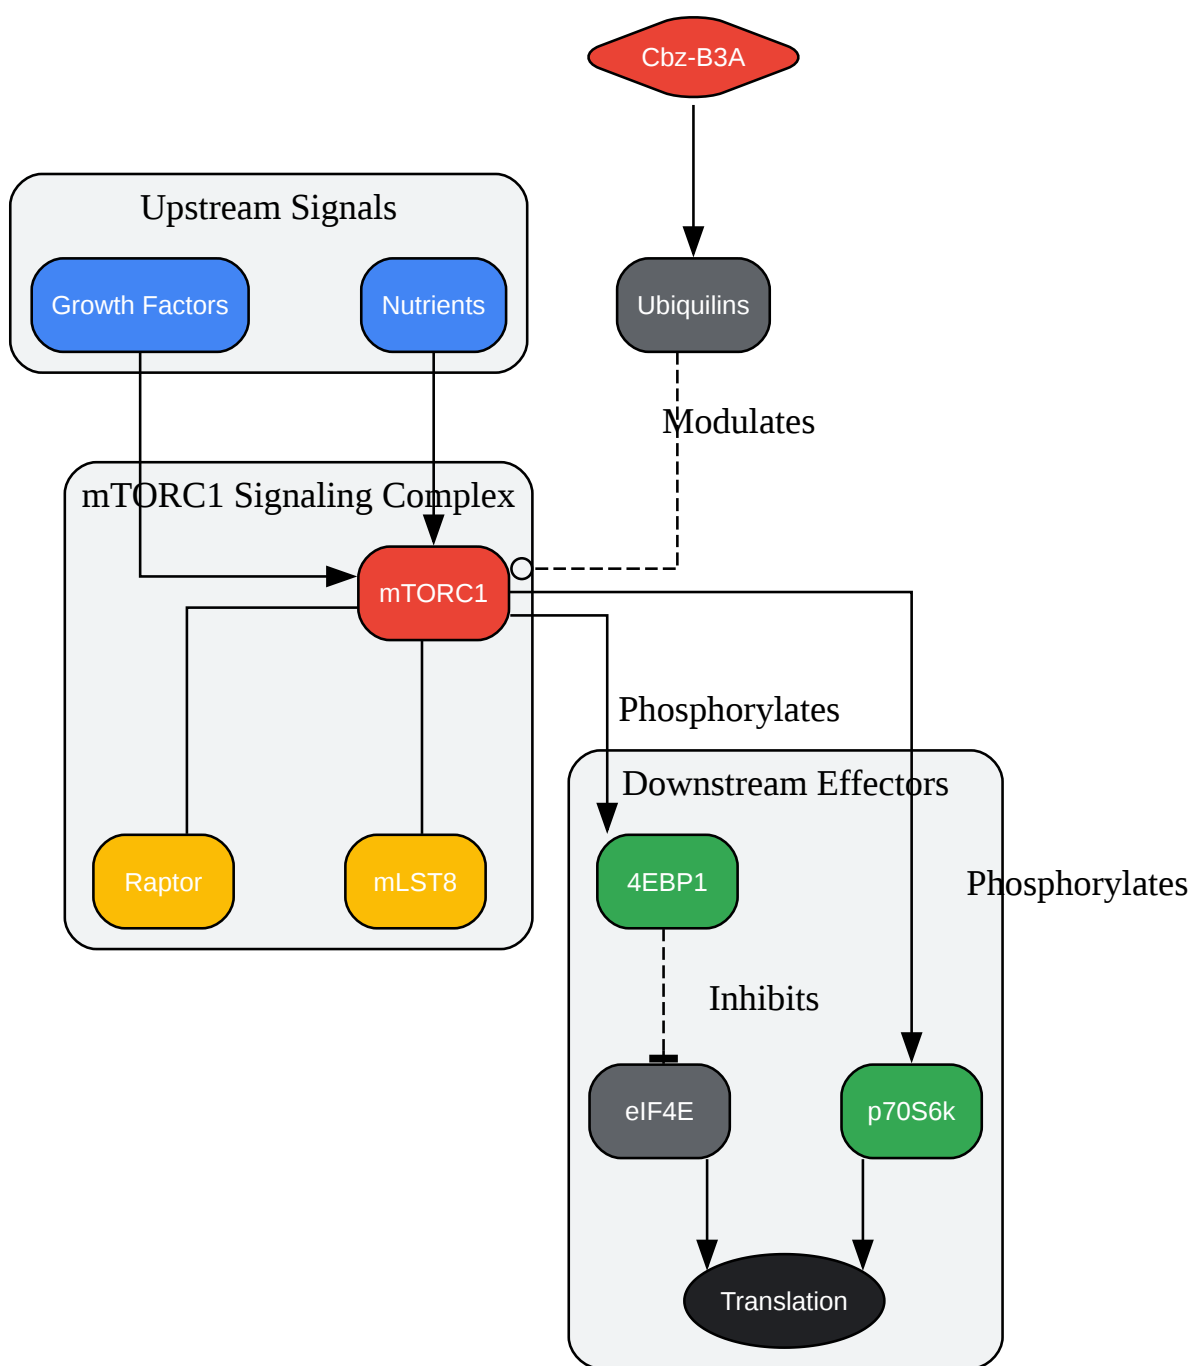 Cbz-B3A
Upstream Signals
Growth Factors
Nutrients
Ubiquilins
Modulates
mTORC1 Signaling Complex
mTORC1
Phosphorylates
Downstream Effectors
Raptor
mLST8
4EBP1
Phosphorylates
Inhibits
eIF4E
p70S6k
Translation